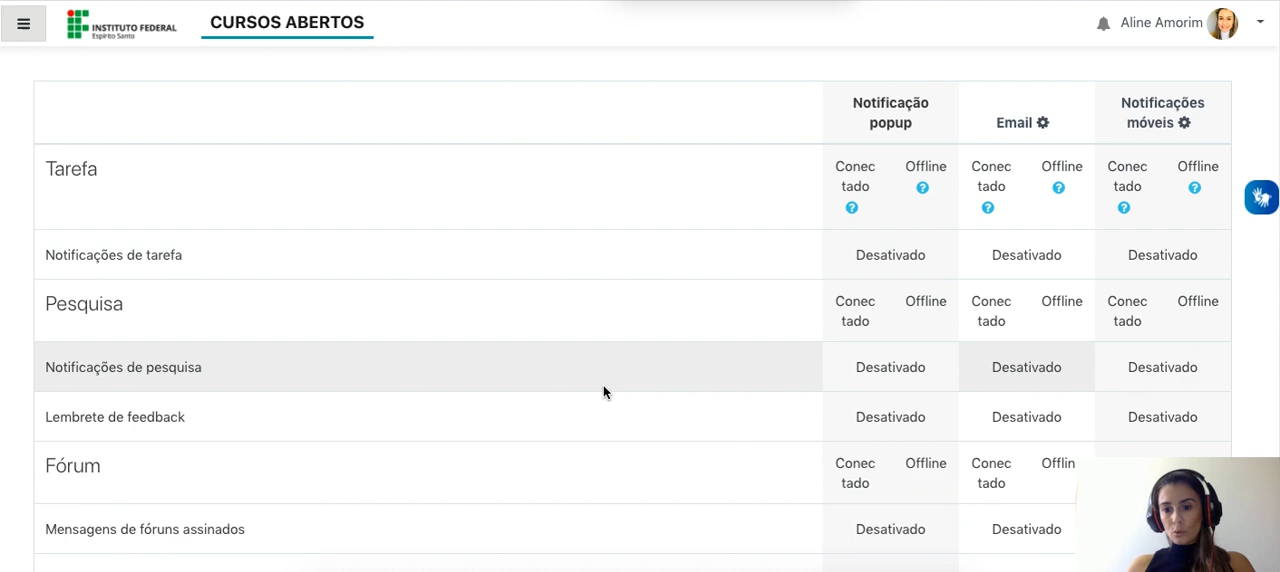 INSTITUTO FEDERAL
Espírito Santo
CURSOS ABERTOS
Aline Amorim
Notificação
popup
Email
Notificações
móveis
Tarefa
Conec
tado
?
Offline
?
Conec
tado
?
Offline
?
Conec
tado
?
Offline
?
Notificações de tarefa
Desativado
Desativado
Desativado
Pesquisa
Conec
tado
Offline
Conec
tado
Offline
Conec
tado
Offline
Notificações de pesquisa
Desativado
Desativado
Desativado
Lembrete de feedback
Desativado
Desativado
Desativado
Fórum
Conec
tado
Offline
Conec
tado
Offlin
Mensagens de fóruns assinados
Desativado
Desativado